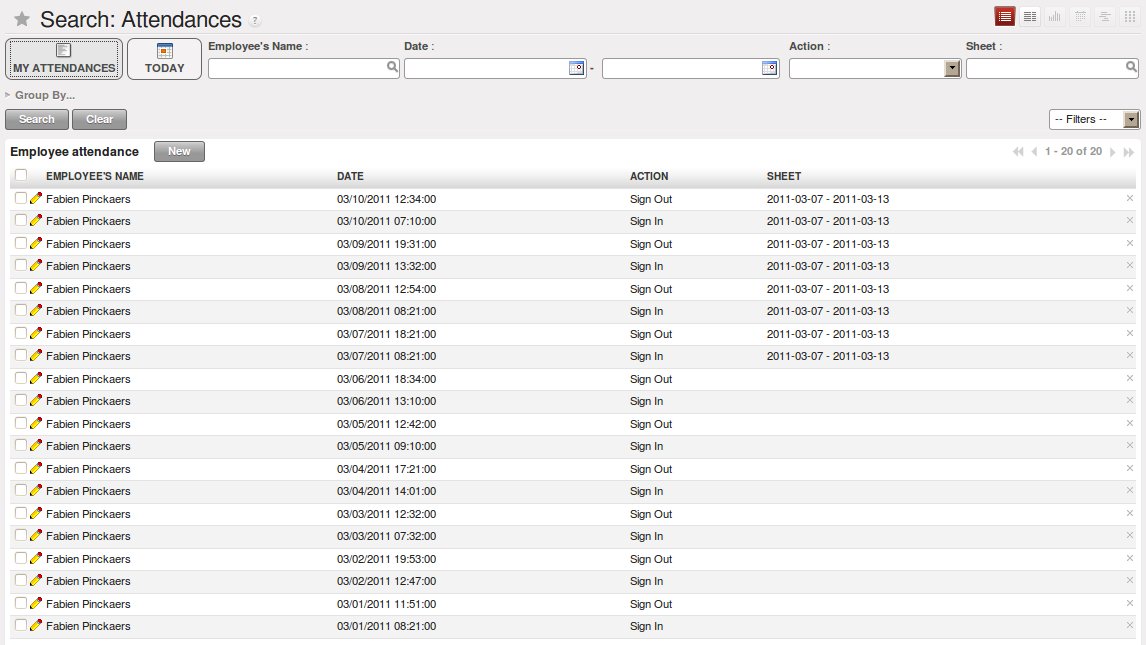 Search: Attendances ?
MY ATTENDANCES
TODAY
Employee's Name :
Date :
-
Action :
Sheet :
Group By...
Search Clear
-- Filters --
Employee attendance New 1 - 20 of 20
EMPLOYEE'S NAME DATE ACTION SHEET
Fabien Pinckaers 03/10/2011 12:34:00 Sign Out 2011-03-07 - 2011-03-13
Fabien Pinckaers 03/10/2011 07:10:00 Sign In 2011-03-07 - 2011-03-13
Fabien Pinckaers 03/09/2011 19:31:00 Sign Out 2011-03-07 - 2011-03-13
Fabien Pinckaers 03/09/2011 13:32:00 Sign In 2011-03-07 - 2011-03-13
Fabien Pinckaers 03/08/2011 12:54:00 Sign Out 2011-03-07 - 2011-03-13
Fabien Pinckaers 03/08/2011 08:21:00 Sign In 2011-03-07 - 2011-03-13
Fabien Pinckaers 03/07/2011 18:21:00 Sign Out 2011-03-07 - 2011-03-13
Fabien Pinckaers 03/07/2011 08:21:00 Sign In 2011-03-07 - 2011-03-13
Fabien Pinckaers 03/06/2011 18:34:00 Sign Out
Fabien Pinckaers 03/06/2011 13:10:00 Sign In
Fabien Pinckaers 03/05/2011 12:42:00 Sign Out
Fabien Pinckaers 03/05/2011 09:10:00 Sign In
Fabien Pinckaers 03/04/2011 17:21:00 Sign Out
Fabien Pinckaers 03/04/2011 14:01:00 Sign In
Fabien Pinckaers 03/03/2011 12:32:00 Sign Out
Fabien Pinckaers 03/03/2011 07:32:00 Sign In
Fabien Pinckaers 03/02/2011 19:53:00 Sign Out
Fabien Pinckaers 03/02/2011 12:47:00 Sign In
Fabien Pinckaers 03/01/2011 11:51:00 Sign Out
Fabien Pinckaers 03/01/2011 08:21:00 Sign In